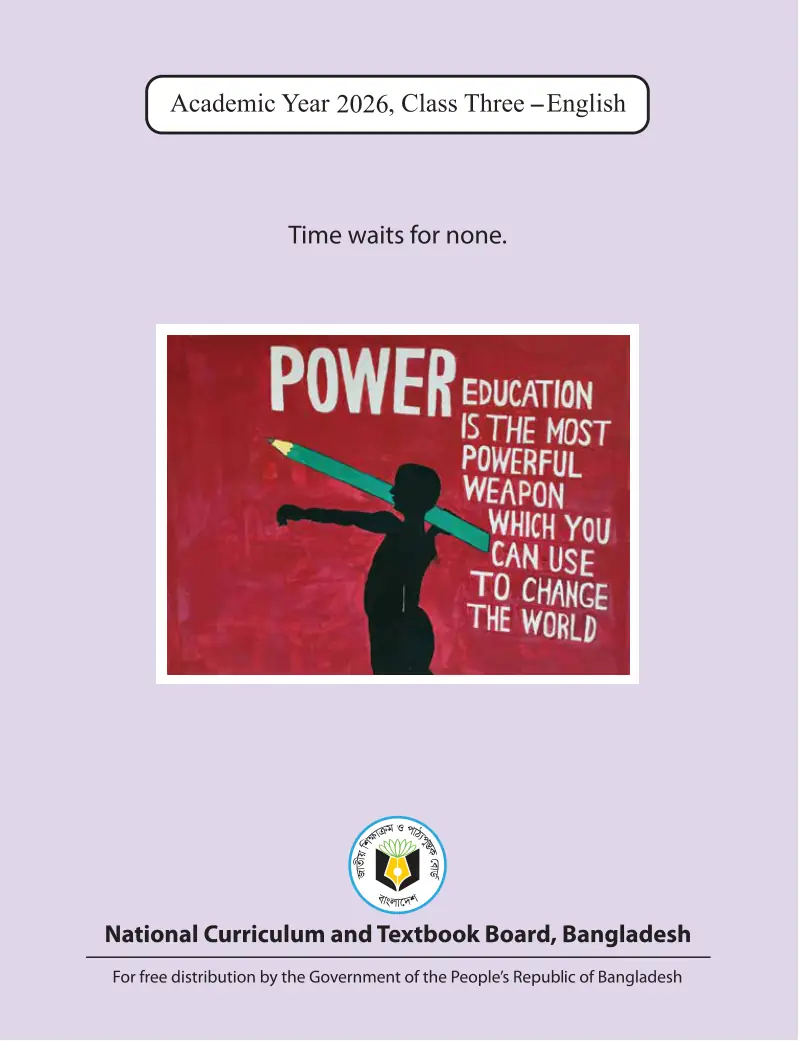 Academic Year 2026, Class Three – English
Time waits for none.
POWER
EDUCATION
IS THE MOST
POWERFUL
WEAPON
WHICH YOU
CAN USE
TO CHANGE
THE WORLD
জাতীয় শিক্ষাক্রম ও পাঠ্যপুস্তক বোর্ড
বাংলাদেশ
National Curriculum and Textbook Board, Bangladesh
For free distribution by the Government of the People’s Republic of Bangladesh